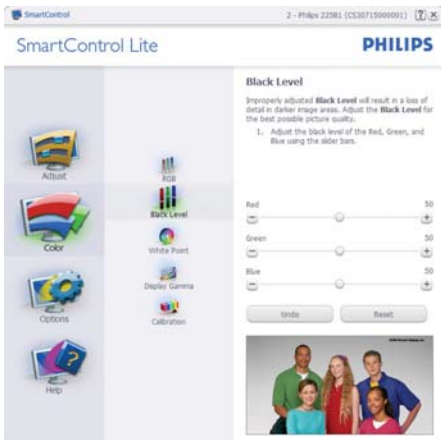 SmartControl
2 - Philips 225B1 (CS30715000001)
SmartControl Lite
PHILIPS
Adjust
Color
Options
Help
RGB
Black Level
White Point
Display Gamma
Calibration
Black Level
Improperly adjusted Black Level will result in a loss of
detail in darker image areas. Adjust the Black Level for
the best possible picture quality.
1. Adjust the black level of the Red, Green, and
Blue using the slider bars.
Red 50
Green 50
Blue 50
Undo Reset